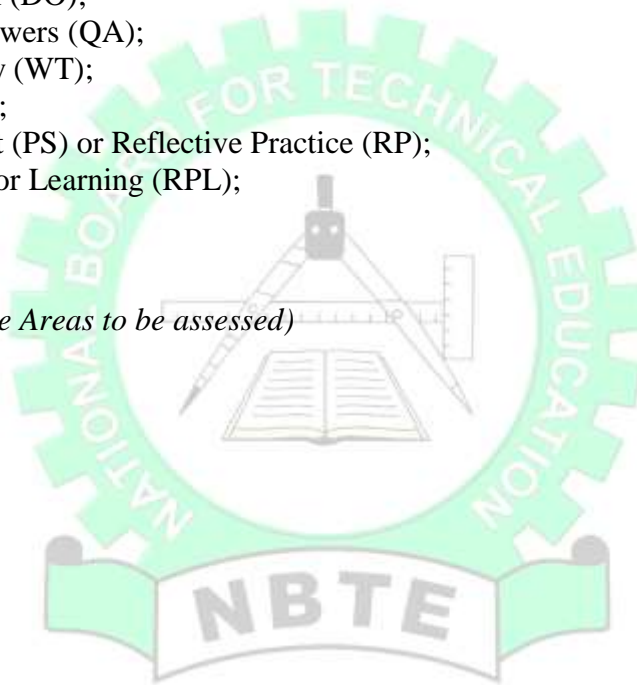 (DO);
wers (QA);
(WT);
;
(PS) or Reflective Practice (RP);
or Learning (RPL);
e Areas to be assessed)
NATIONAL BOARD FOR TECHNICAL EDUCATION
NBTE